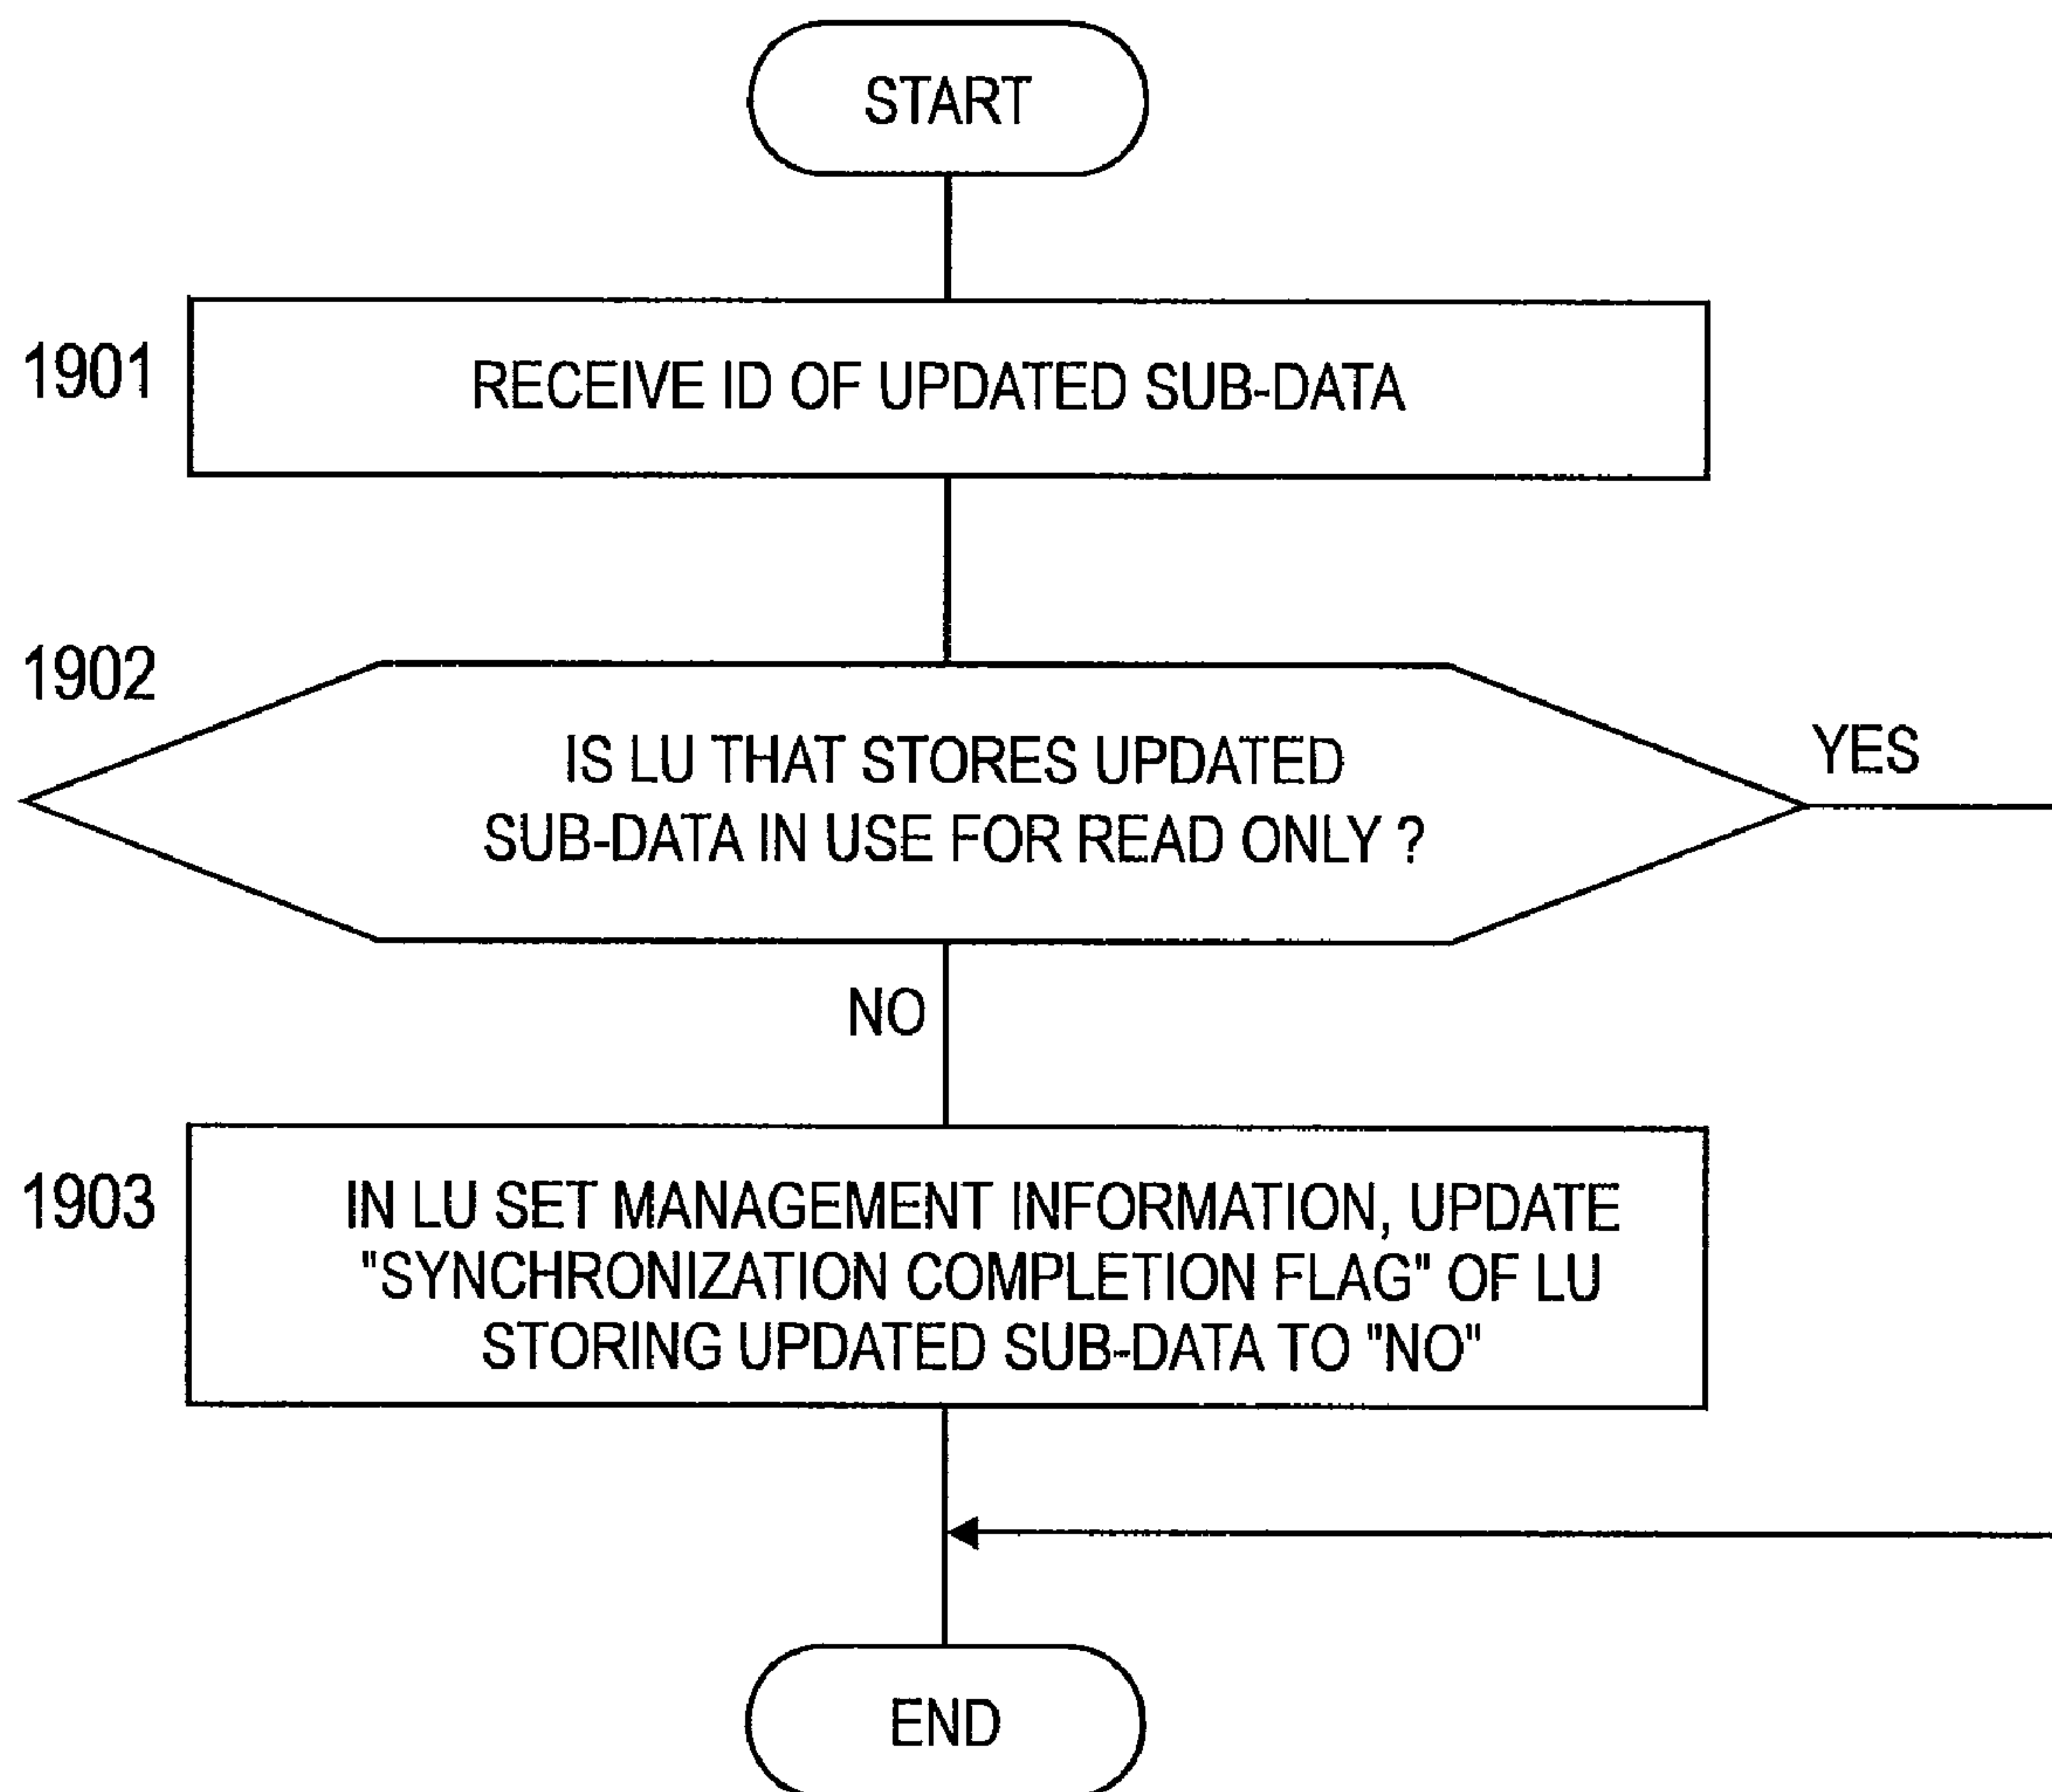 START
1901
RECEIVE ID OF UPDATED SUB-DATA
1902
IS LU THAT STORES UPDATED
SUB-DATA IN USE FOR READ ONLY ?
YES
NO
1903
IN LU SET MANAGEMENT INFORMATION, UPDATE
"SYNCHRONIZATION COMPLETION FLAG" OF LU
STORING UPDATED SUB-DATA TO "NO"
END